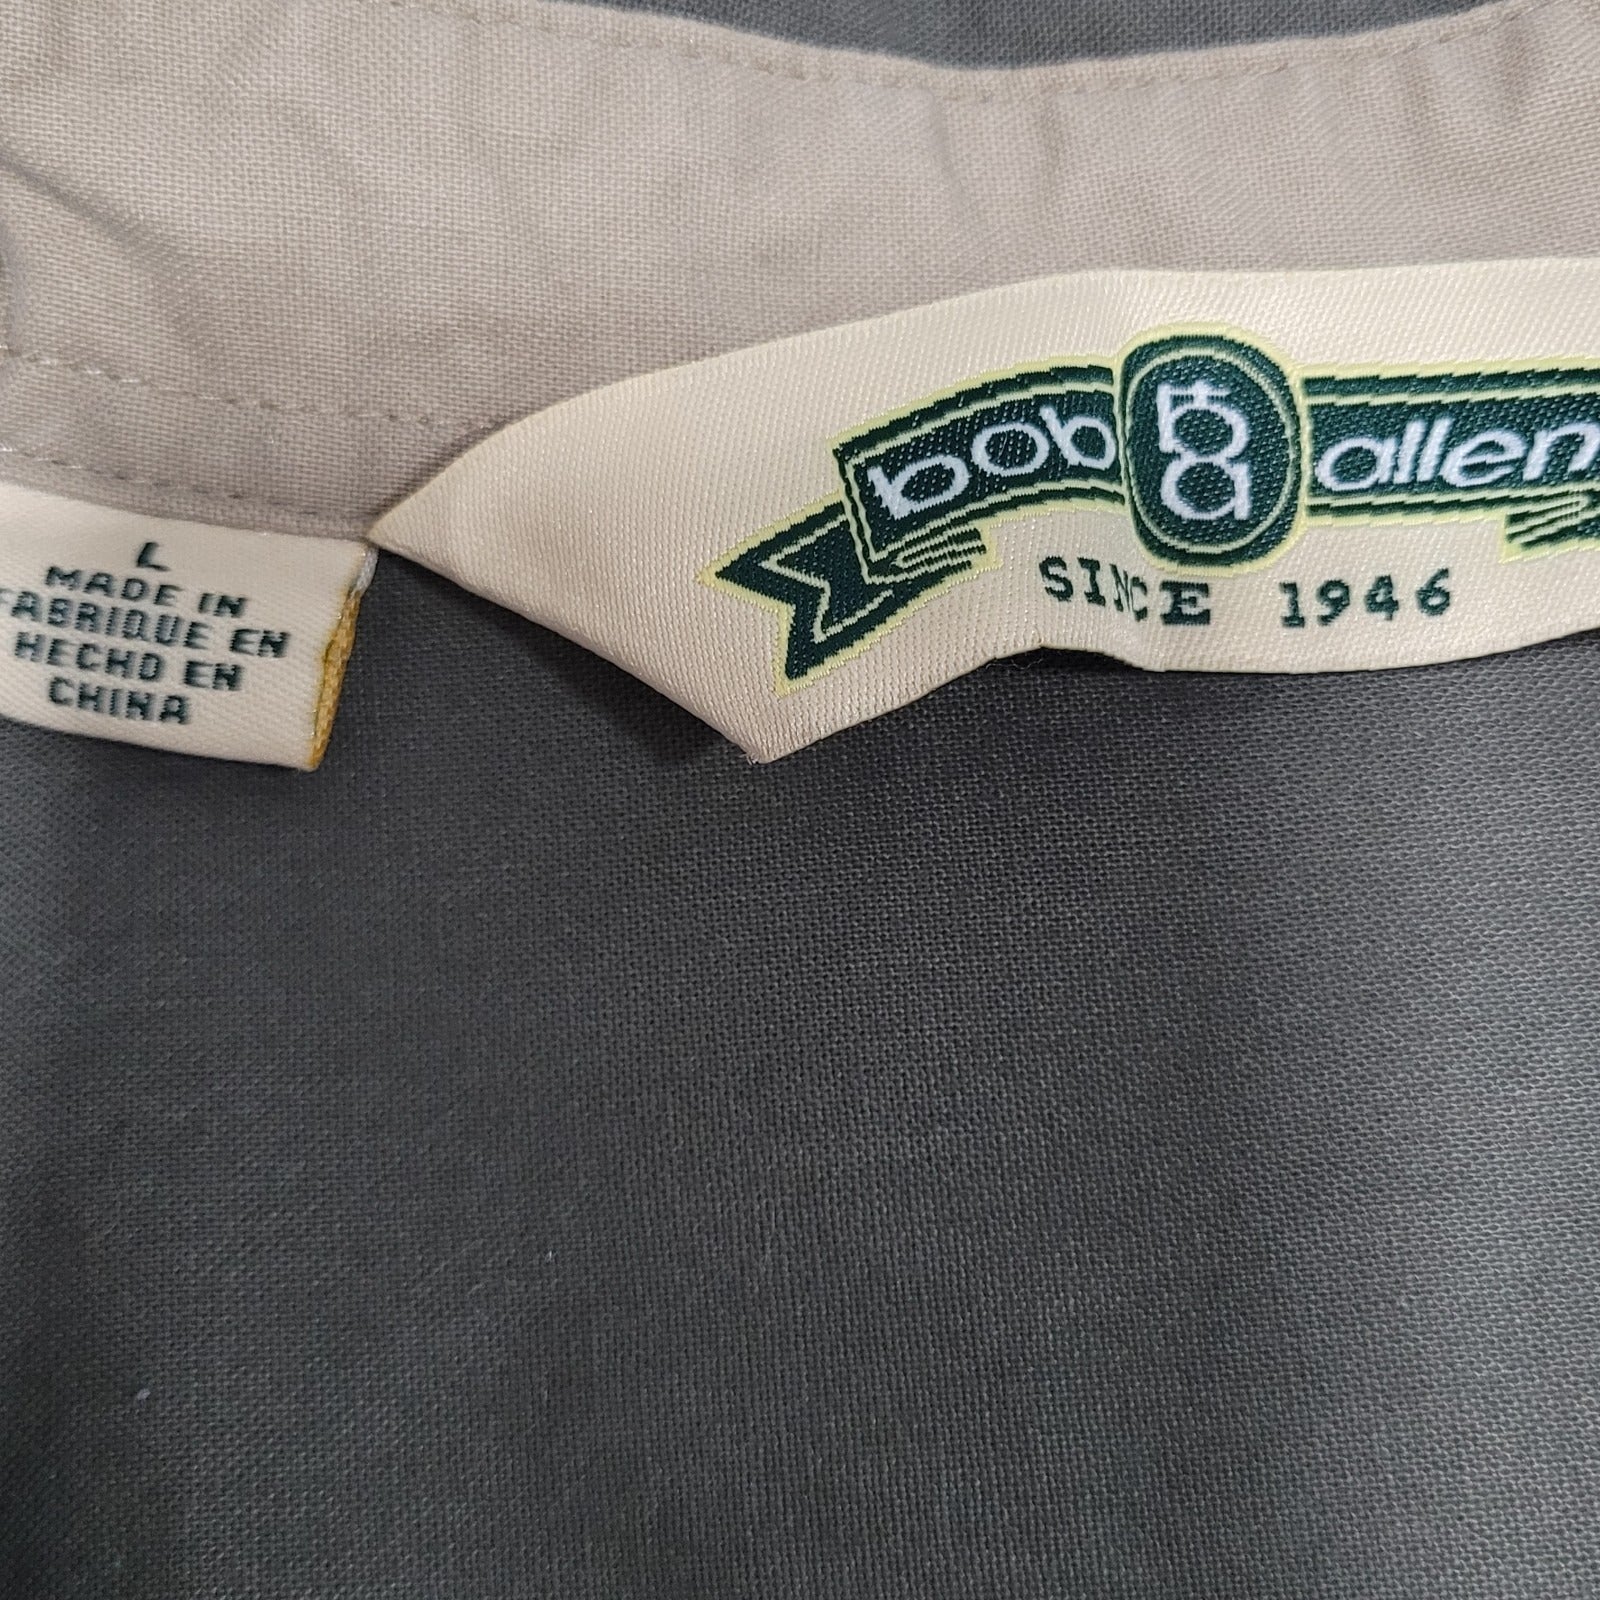 L
MADE IN
FABRIQUE EN
HECHO EN
CHINA
bob ba allen
SINCE 1946